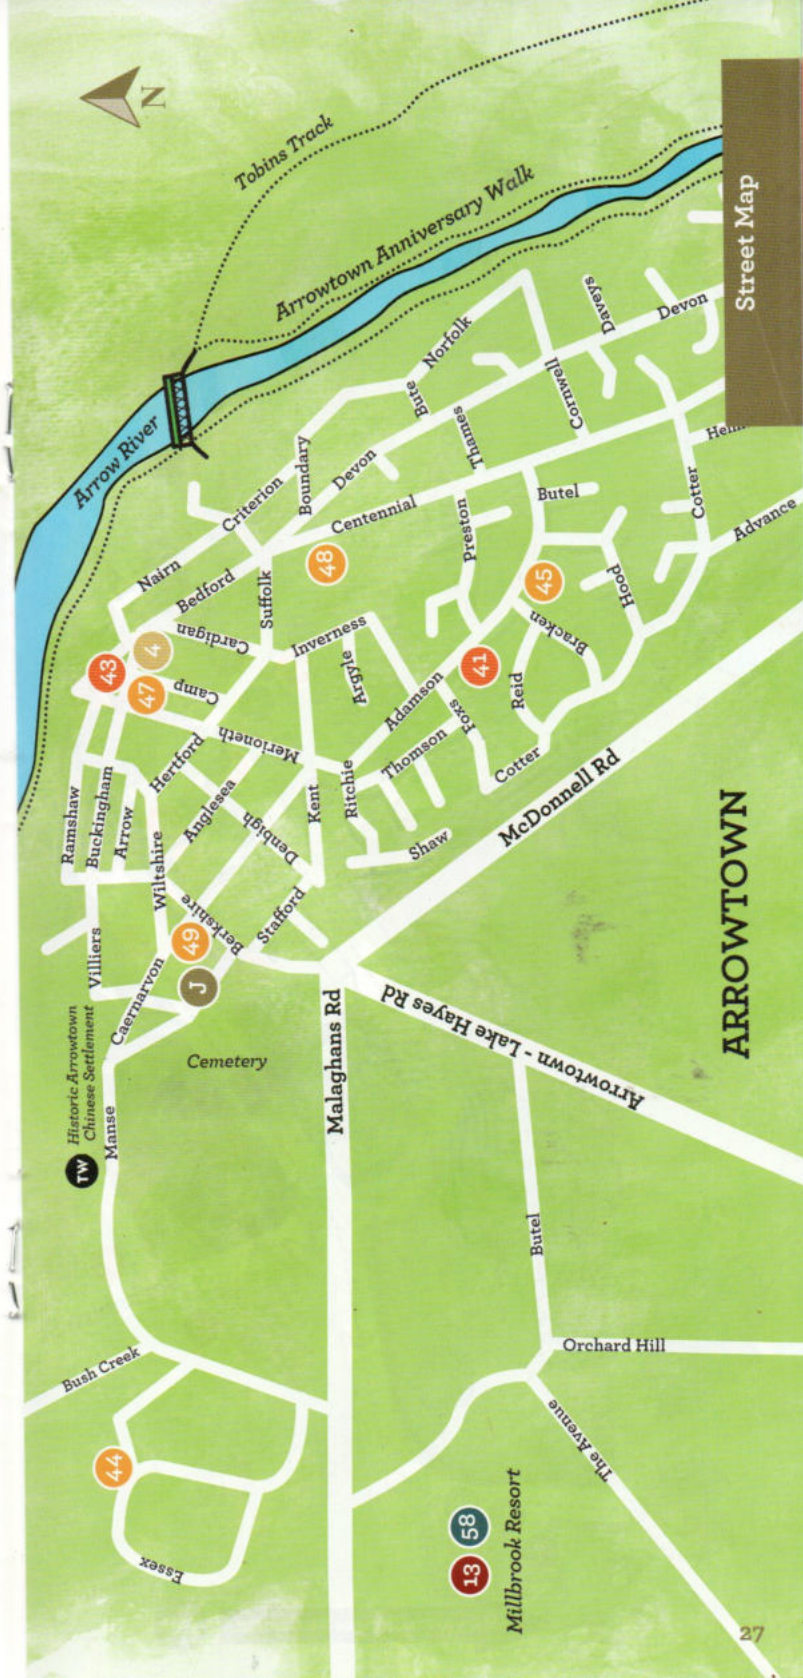 Street Map
ARROWTOWN
N
Tobins Track
Arrowtown Anniversary Walk
Arrow River
Nairn
Criterion
Boundary
Bute
Norfolk
Daveys
Devon
Cornwell
Thames
Devon
Centennial
Bedford
Suffolk
Cardigan
Inverness
Argyle
Preston
Butel
Cotter
Advance
Hood
Bracken
Reid
Cotter
Foxs
Adamson
Thomson
Ritchie
Kent
Shaw
Merioneth
Camp
Hertford
Anglesea
Denbigh
Stafford
Berkshire
Wiltshire
Arrow
Buckingham
Ramshaw
Villiers
Caernarvon
Manse
Cemetery
TW
Historic Arrowtown
Chinese Settlement
Malaghans Rd
McDonnell Rd
Arrowtown - Lake Hayes Rd
Butel
Orchard Hill
The Avenue
Bush Creek
Essex
Millbrook Resort
13
58
44
49
J
47
43
4
48
45
41
27